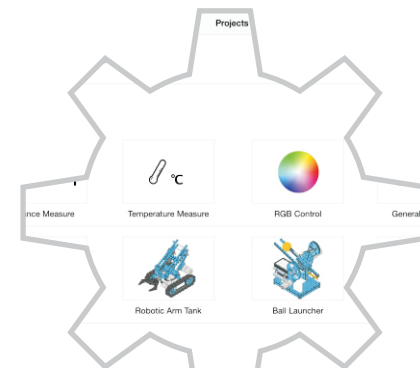 Projects
°C
nce Measure Temperature Measure RGB Control General
Robotic Arm Tank Ball Launcher